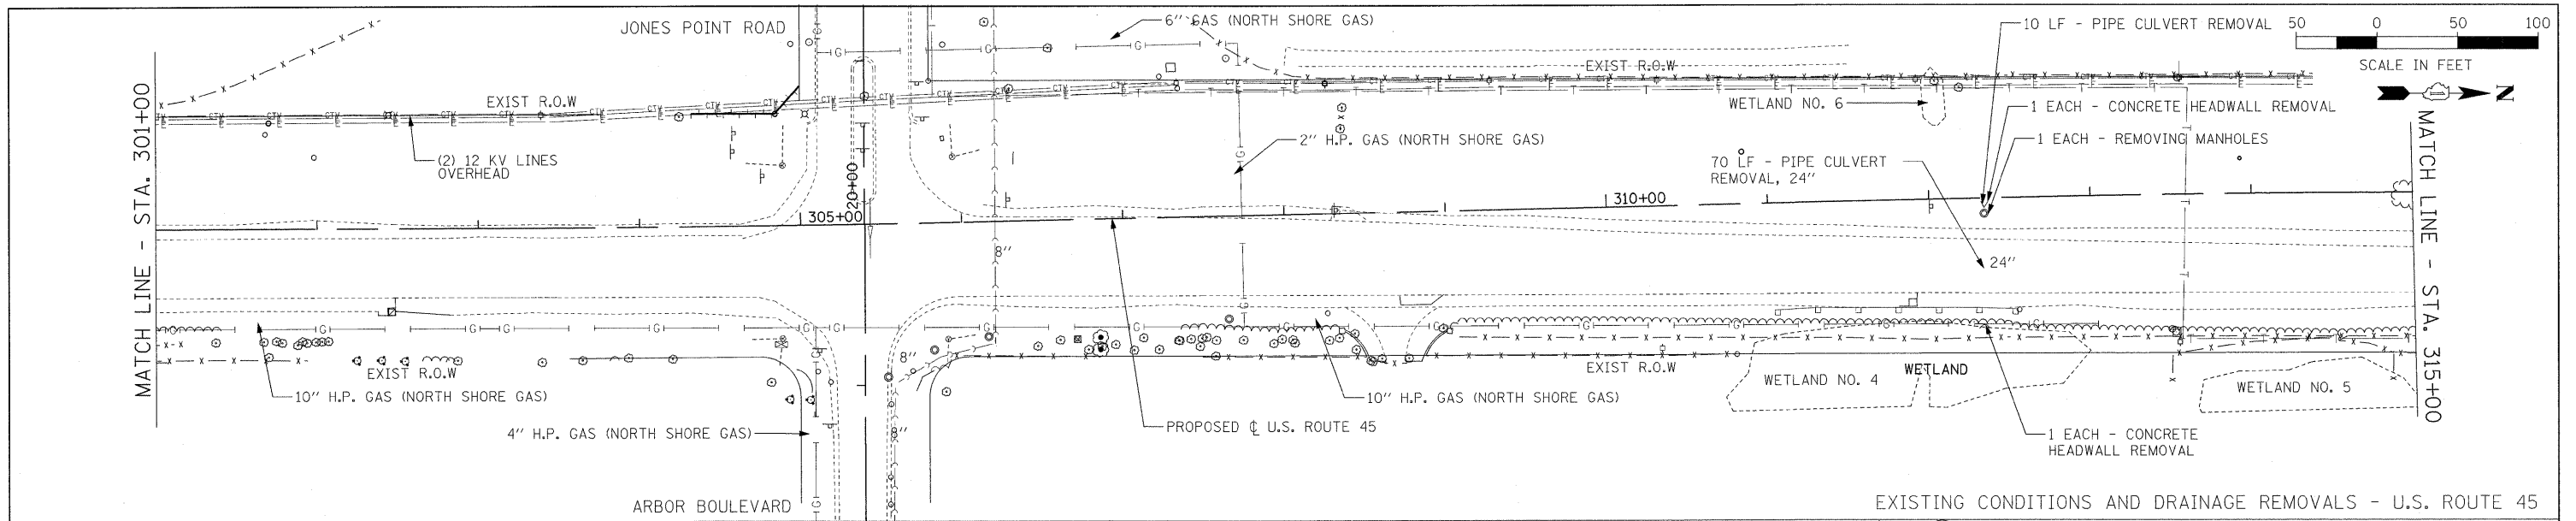 JONES POINT ROAD
6" GAS (NORTH SHORE GAS)
10 LF - PIPE CULVERT REMOVAL
50 0 50 100
SCALE IN FEET
N
EXIST R.O.W
EXIST R.O.W
WETLAND NO. 6
1 EACH - CONCRETE HEADWALL REMOVAL
1 EACH - REMOVING MANHOLES
2" H.P. GAS (NORTH SHORE GAS)
(2) 12 KV LINES
OVERHEAD
70 LF - PIPE CULVERT
REMOVAL, 24"
MATCH LINE - STA. 301+00
MATCH LINE - STA. 315+00
20+00
305+00
310+00
8"
24"
8"
EXIST R.O.W
EXIST R.O.W
WETLAND NO. 4
WETLAND
WETLAND NO. 5
10" H.P. GAS (NORTH SHORE GAS)
10" H.P. GAS (NORTH SHORE GAS)
4" H.P. GAS (NORTH SHORE GAS)
8"
PROPOSED ℄ U.S. ROUTE 45
1 EACH - CONCRETE
HEADWALL REMOVAL
ARBOR BOULEVARD
EXISTING CONDITIONS AND DRAINAGE REMOVALS - U.S. ROUTE 45